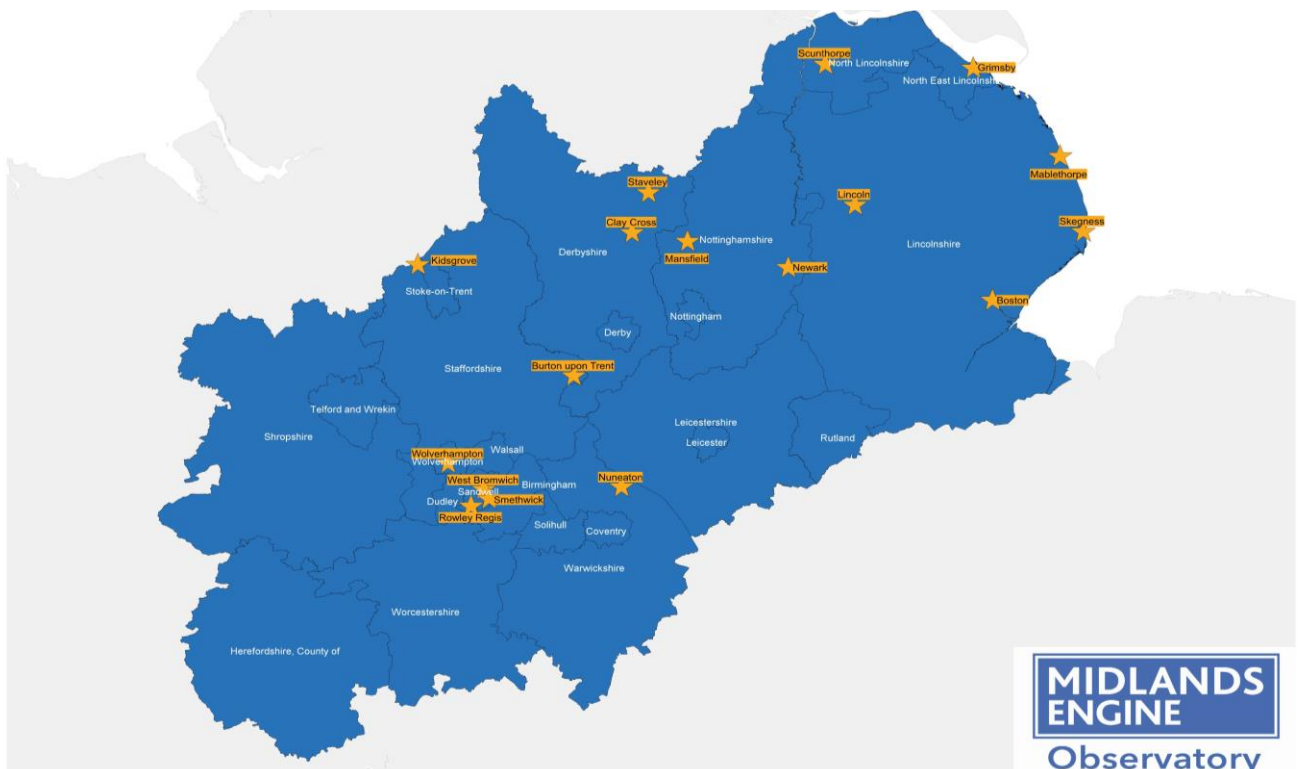 Scunthorpe
North Lincolnshire
Grimsby
North East Lincolnshire
Mablethorpe
Staveley
Lincoln
Skegness
Clay Cross
Nottinghamshire
Derbyshire
Lincolnshire
Mansfield
Kidsgrove
Newark
Stoke-on-Trent
Boston
Nottingham
Derby
Burton upon Trent
Staffordshire
Telford and Wrekin
Leicestershire
Shropshire
Leicester
Rutland
Wolverhampton
Walsall
Wolverhampton
Nuneaton
West Bromwich
Birmingham
Sandwell
Dudley
Smethwick
Rowley Regis
Solihull
Coventry
Warwickshire
Worcestershire
Herefordshire, County of
MIDLANDS
ENGINE
Observatory